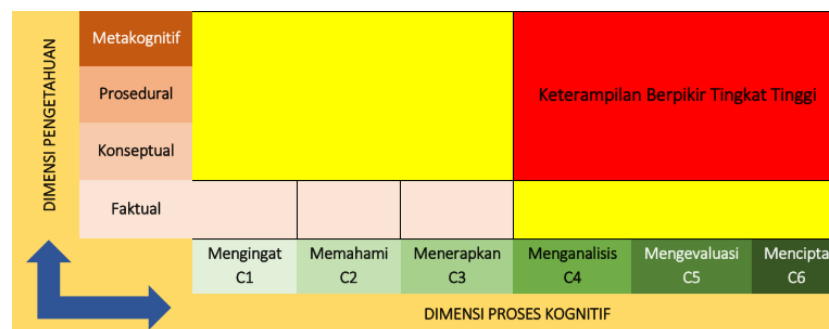 DIMENSI PENGETAHUAN
Metakognitif
Prosedural
Keterampilan Berpikir Tingkat Tinggi
Konseptual
Faktual
Mengingat
C1
Memahami
C2
Menerapkan
C3
Menganalisis
C4
Mengevaluasi
C5
Mencipta
C6
DIMENSI PROSES KOGNITIF